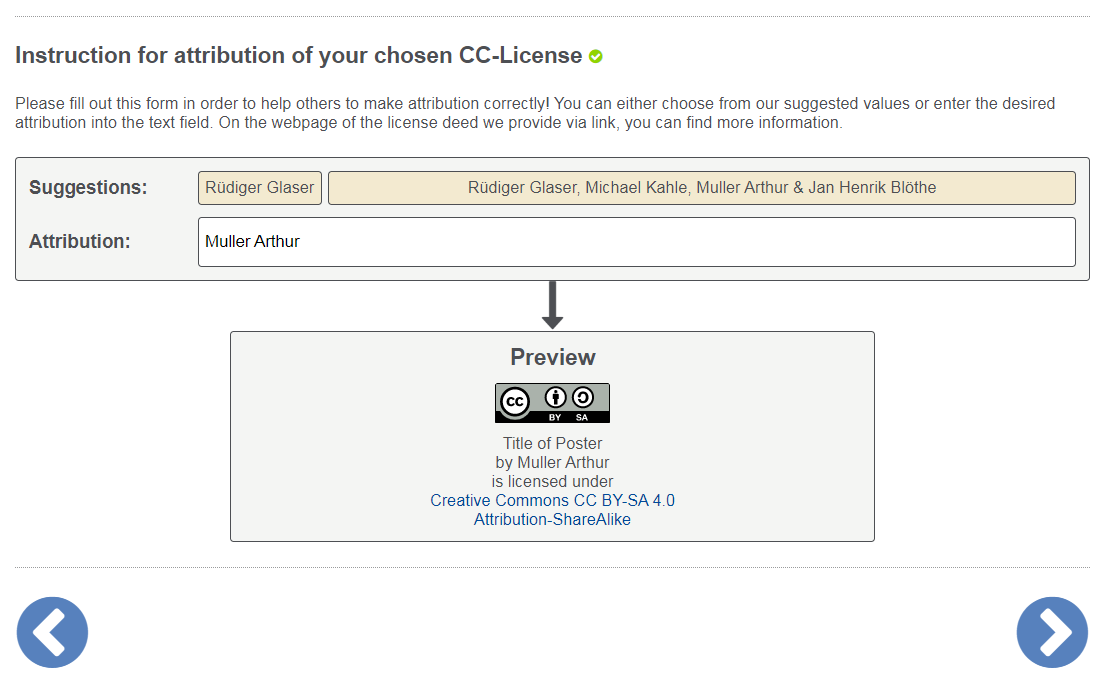 Instruction for attribution of your chosen CC-License
Please fill out this form in order to help others to make attribution correctly! You can either choose from our suggested values or enter the desired
attribution into the text field. On the webpage of the license deed we provide via link, you can find more information.
Suggestions: Rüdiger Glaser Rüdiger Glaser, Michael Kahle, Muller Arthur & Jan Henrik Blöthe
Attribution: Muller Arthur
Preview
cc BY SA
Title of Poster
by Muller Arthur
is licensed under
Creative Commons CC BY-SA 4.0
Attribution-ShareAlike